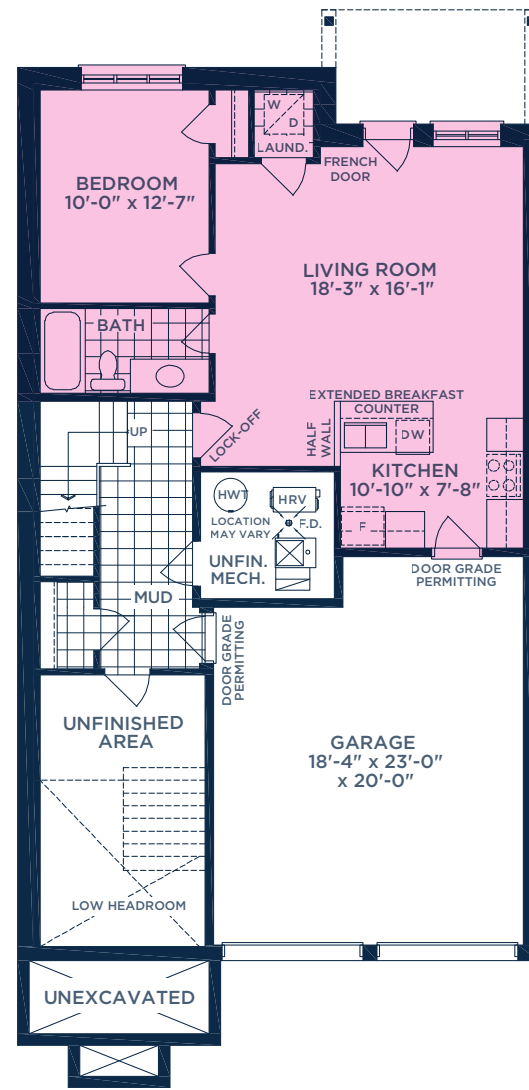 W
D
LAUND.
FRENCH
DOOR
BEDROOM
10'-0" x 12'-7"
LIVING ROOM
18'-3" x 16'-1"
BATH
EXTENDED BREAKFAST
COUNTER
UP
LOCK-OFF
HALF
WALL
DW
KITCHEN
10'-10" x 7'-8"
F
HWT
HRV
LOCATION
MAY VARY
F.D.
UNFIN.
MECH.
DOOR GRADE
PERMITTING
MUD
DOOR GRADE
PERMITTING
UNFINISHED
AREA
GARAGE
18'-4" x 23'-0"
x 20'-0"
LOW HEADROOM
UNEXCAVATED